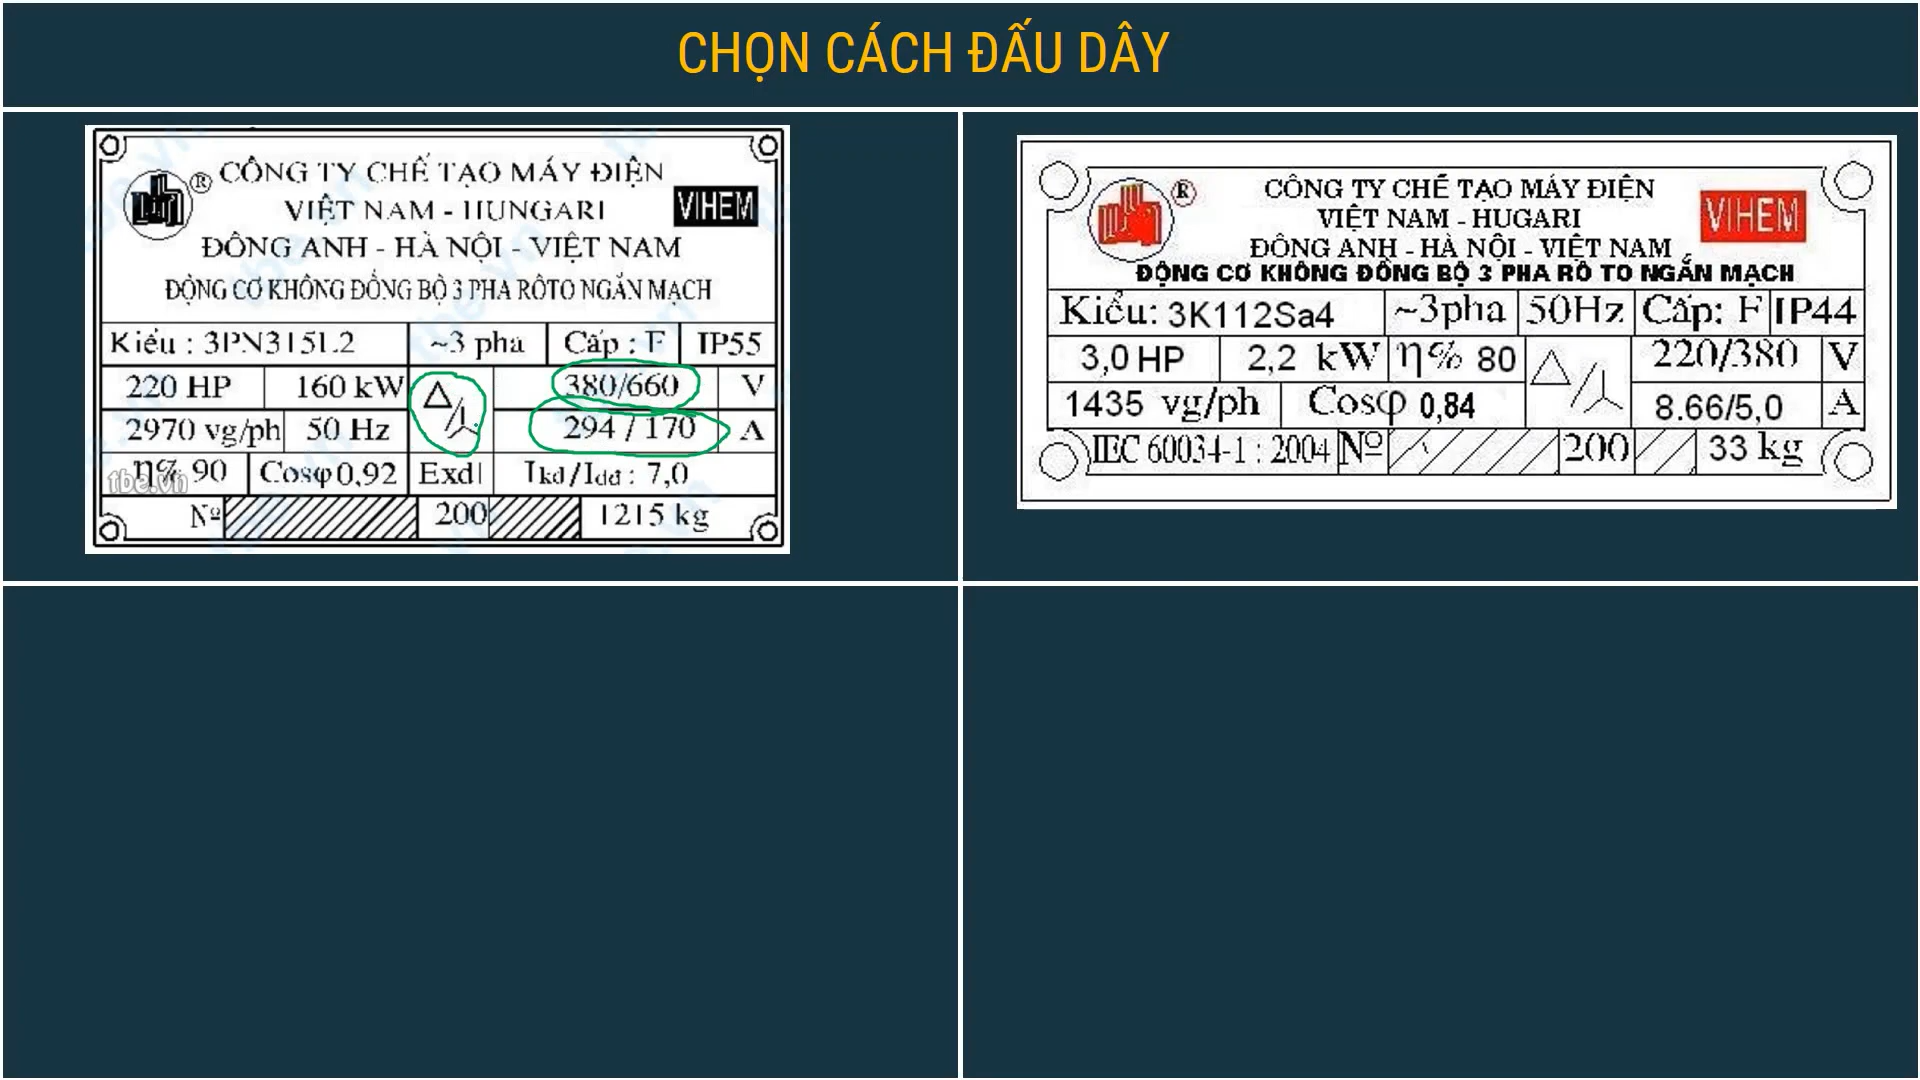 CHỌN CÁCH ĐẤU DÂY
® CÔNG TY CHẾ TẠO MÁY ĐIỆN
VIỆT NAM - HUNGARI
VIHEM
ĐÔNG ANH - HÀ NỘI - VIỆT NAM
ĐỘNG CƠ KHÔNG ĐỒNG BỘ 3 PHA RÔTO NGẮN MẠCH
Kiểu : 3PN315L2 ~3 pha Cấp : F IP55
220 HP 160 kW Δ/Y 380/660 V
2970 vg/ph 50 Hz 294 / 170 A
η% 90 Cosφ 0,92 ExdI Ikđ/Idđ : 7,0
tbe.vn
Nº 200 1215 kg
® CÔNG TY CHẾ TẠO MÁY ĐIỆN
VIỆT NAM - HUGARI
VIHEM
ĐÔNG ANH - HÀ NỘI - VIỆT NAM
ĐỘNG CƠ KHÔNG ĐỒNG BỘ 3 PHA RÔ TO NGẮN MẠCH
Kiểu: 3K112Sa4 ~3pha 50Hz Cấp: F IP44
3,0 HP 2,2 kW η% 80 Δ/Y 220/380 V
1435 vg/ph Cosφ 0,84 8.66/5,0 A
IEC 60034-1 : 2004 Nº 200 33 kg